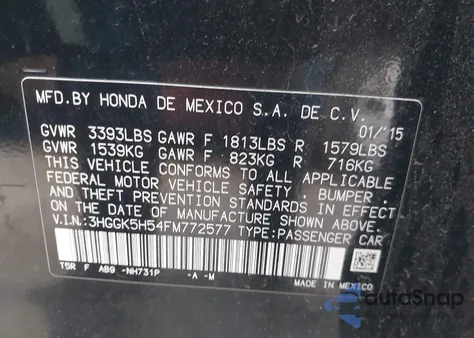 MFD.BY HONDA DE MEXICO S.A. DE C.V.
01/'15
GVWR 3393LBS GAWR F 1813LBS R 1579LBS
GVWR 1539KG GAWR F 823KG R 716KG
THIS VEHICLE CONFORMS TO ALL APPLICABLE
FEDERAL MOTOR VEHICLE SAFETY , BUMPER ,
AND THEFT PREVENTION STANDARDS IN EFFECT
ON THE DATE OF MANUFACTURE SHOWN ABOVE.
V.I.N.:3HGGK5H54FM772577 TYPE:PASSENGER CAR
T5R F A99 -NH731P -A -M
MADE IN MEXICO
autoSnap